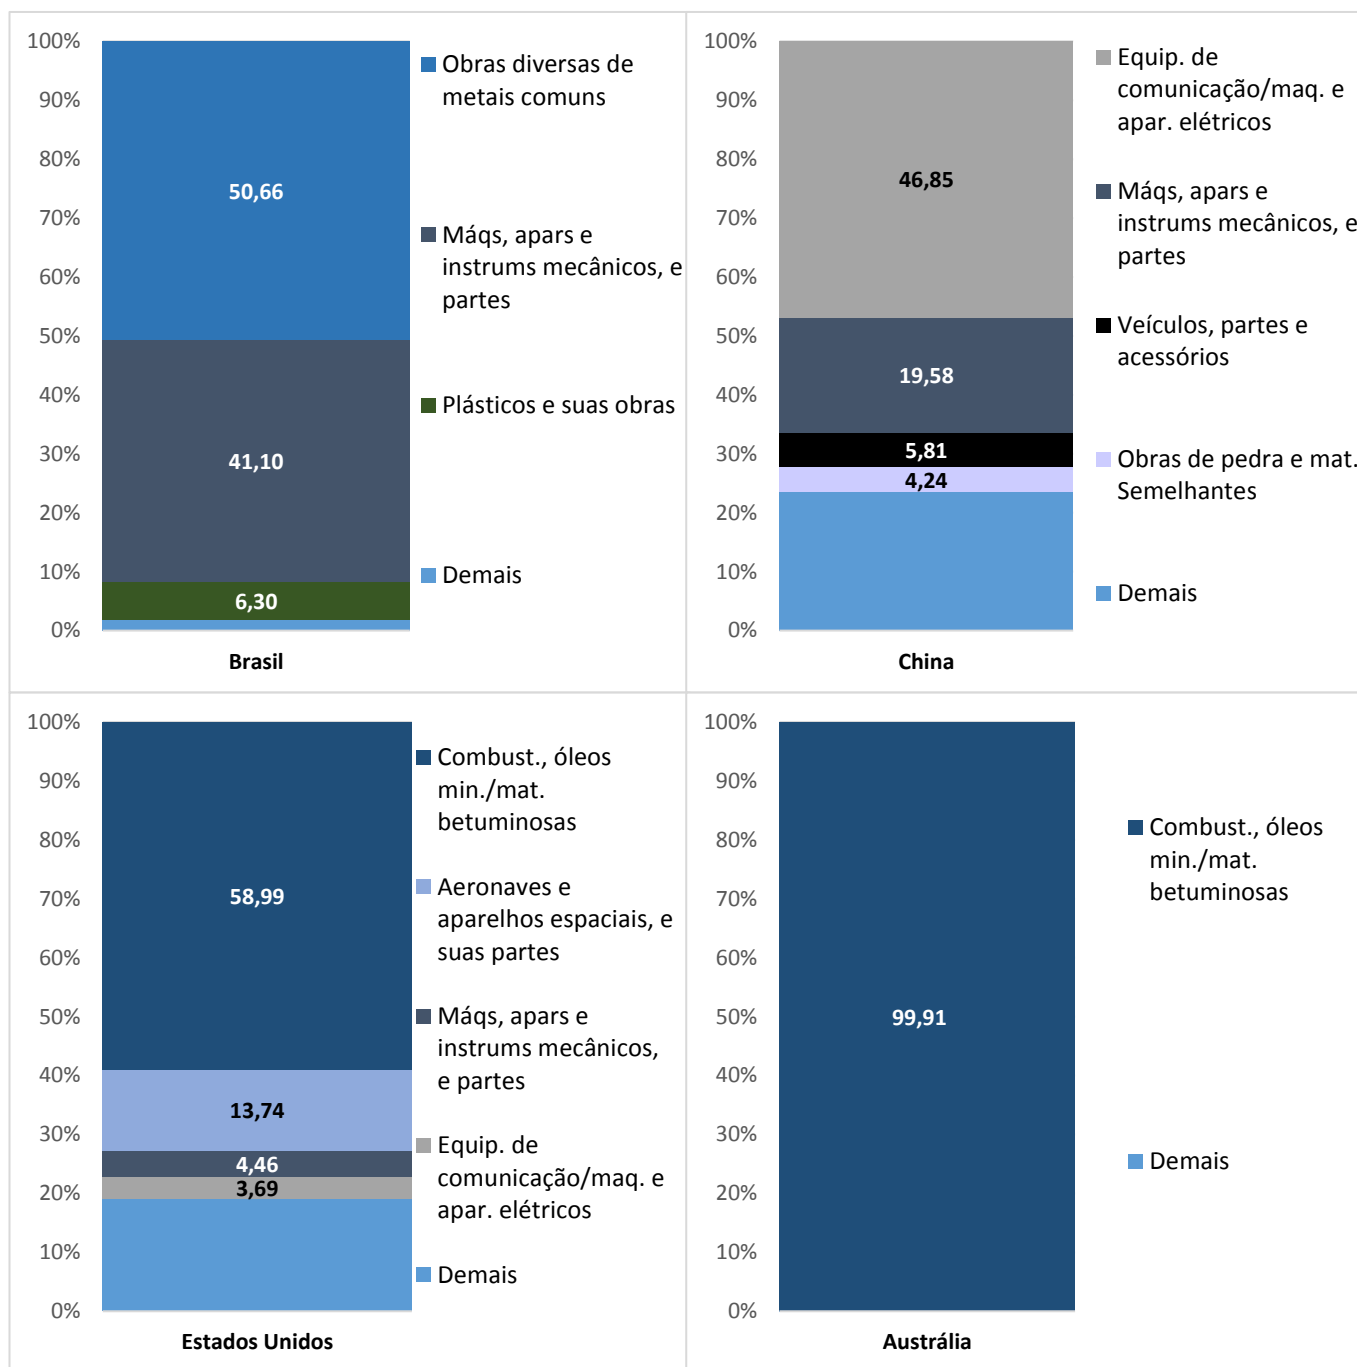 100%
90%
80%
70%
60%
50%
40%
30%
20%
10%
0%
50,66
41,10
6,30
Brasil
Obras diversas de
metais comuns
Máqs, apars e
instrums mecânicos, e
partes
Plásticos e suas obras
Demais
100%
90%
80%
70%
60%
50%
40%
30%
20%
10%
0%
46,85
19,58
5,81
4,24
China
Equip. de
comunicação/maq. e
apar. elétricos
Máqs, apars e
instrums mecânicos, e
partes
Veículos, partes e
acessórios
Obras de pedra e mat.
Semelhantes
Demais
100%
90%
80%
70%
60%
50%
40%
30%
20%
10%
0%
58,99
13,74
4,46
3,69
Estados Unidos
Combust., óleos
min./mat.
betuminosas
Aeronaves e
aparelhos espaciais, e
suas partes
Máqs, apars e
instrums mecânicos,
e partes
Equip. de
comunicação/maq. e
apar. elétricos
Demais
100%
90%
80%
70%
60%
50%
40%
30%
20%
10%
0%
99,91
Austrália
Combust., óleos
min./mat.
betuminosas
Demais